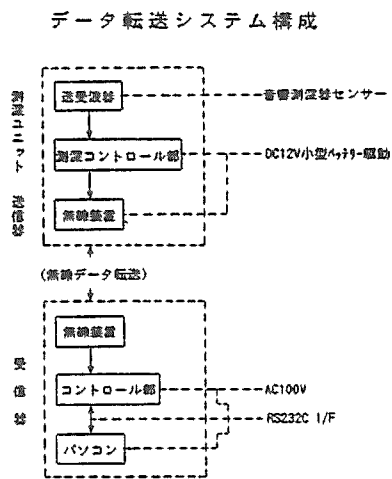 データ転送システム構成
測深ユニット 送信器
送受波器
音響測深器センサー
測深コントロール部
DC12V小型バッテリー駆動
無線装置
(無線データ転送)
受信器
無線装置
コントロール部
AC100V
RS232C I/F
パソコン